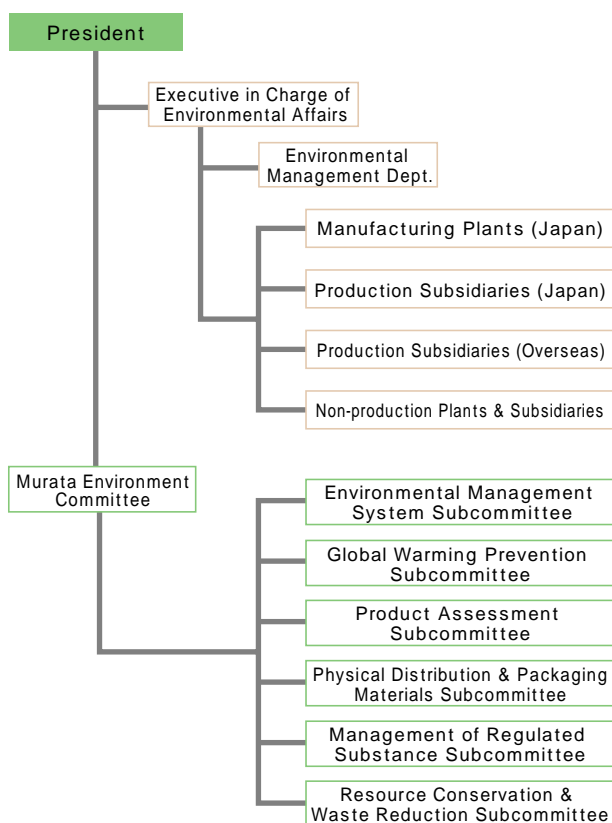 President
Executive in Charge of
Environmental Affairs
Environmental
Management Dept.
Manufacturing Plants (Japan)
Production Subsidiaries (Japan)
Production Subsidiaries (Overseas)
Non-production Plants & Subsidiaries
Murata Environment
Committee
Environmental Management
System Subcommittee
Global Warming Prevention
Subcommittee
Product Assessment
Subcommittee
Physical Distribution & Packaging
Materials Subcommittee
Management of Regulated
Substance Subcommittee
Resource Conservation &
Waste Reduction Subcommittee